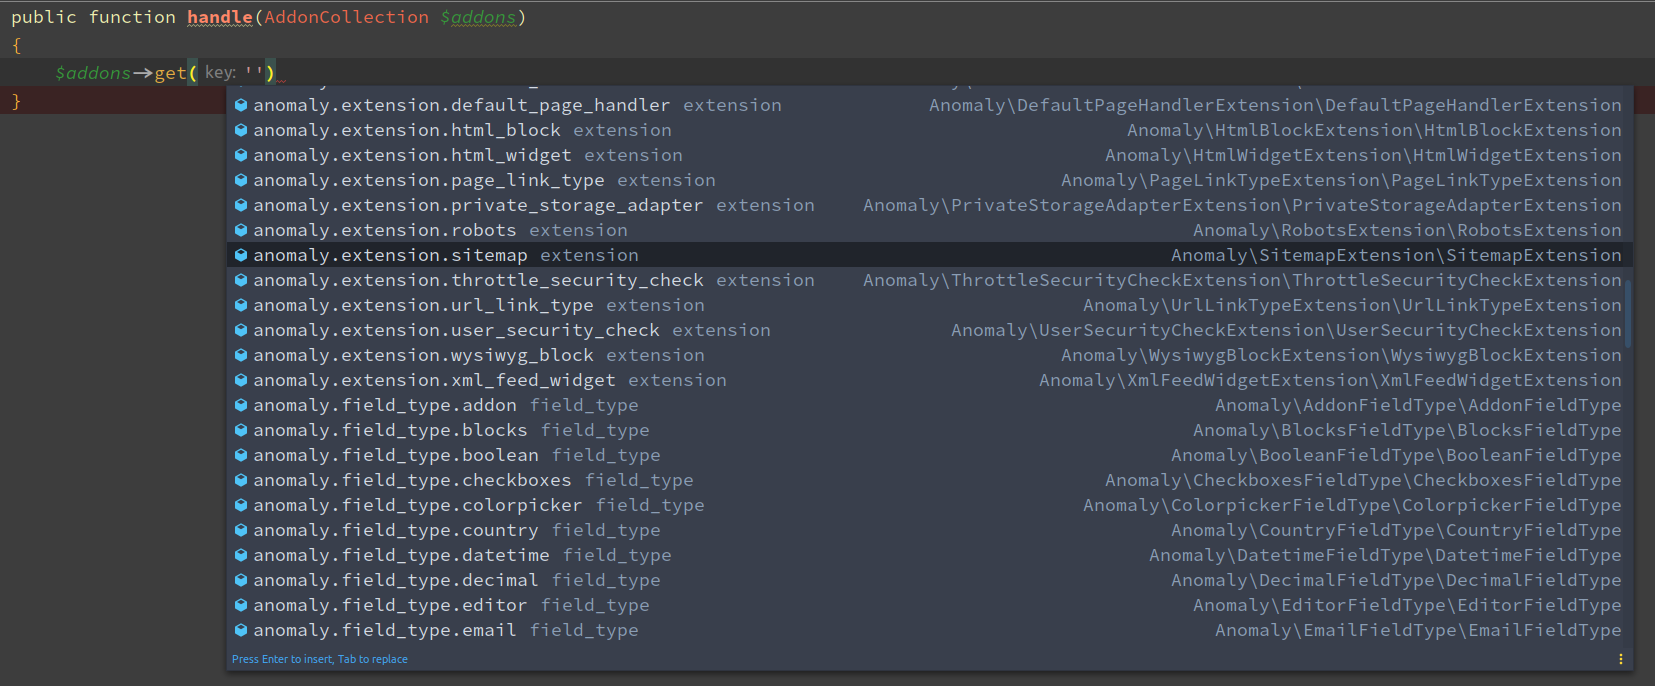 public function handle(AddonCollection $addons)
{
$addons->get( key: '')
}
anomaly.extension.default_page_handler extension Anomaly\DefaultPageHandlerExtension\DefaultPageHandlerExtension
anomaly.extension.html_block extension Anomaly\HtmlBlockExtension\HtmlBlockExtension
anomaly.extension.html_widget extension Anomaly\HtmlWidgetExtension\HtmlWidgetExtension
anomaly.extension.page_link_type extension Anomaly\PageLinkTypeExtension\PageLinkTypeExtension
anomaly.extension.private_storage_adapter extension Anomaly\PrivateStorageAdapterExtension\PrivateStorageAdapterExtension
anomaly.extension.robots extension Anomaly\RobotsExtension\RobotsExtension
anomaly.extension.sitemap extension Anomaly\SitemapExtension\SitemapExtension
anomaly.extension.throttle_security_check extension Anomaly\ThrottleSecurityCheckExtension\ThrottleSecurityCheckExtension
anomaly.extension.url_link_type extension Anomaly\UrlLinkTypeExtension\UrlLinkTypeExtension
anomaly.extension.user_security_check extension Anomaly\UserSecurityCheckExtension\UserSecurityCheckExtension
anomaly.extension.wysiwyg_block extension Anomaly\WysiwygBlockExtension\WysiwygBlockExtension
anomaly.extension.xml_feed_widget extension Anomaly\XmlFeedWidgetExtension\XmlFeedWidgetExtension
anomaly.field_type.addon field_type Anomaly\AddonFieldType\AddonFieldType
anomaly.field_type.blocks field_type Anomaly\BlocksFieldType\BlocksFieldType
anomaly.field_type.boolean field_type Anomaly\BooleanFieldType\BooleanFieldType
anomaly.field_type.checkboxes field_type Anomaly\CheckboxesFieldType\CheckboxesFieldType
anomaly.field_type.colorpicker field_type Anomaly\ColorpickerFieldType\ColorpickerFieldType
anomaly.field_type.country field_type Anomaly\CountryFieldType\CountryFieldType
anomaly.field_type.datetime field_type Anomaly\DatetimeFieldType\DatetimeFieldType
anomaly.field_type.decimal field_type Anomaly\DecimalFieldType\DecimalFieldType
anomaly.field_type.editor field_type Anomaly\EditorFieldType\EditorFieldType
anomaly.field_type.email field_type Anomaly\EmailFieldType\EmailFieldType
Press Enter to insert, Tab to replace